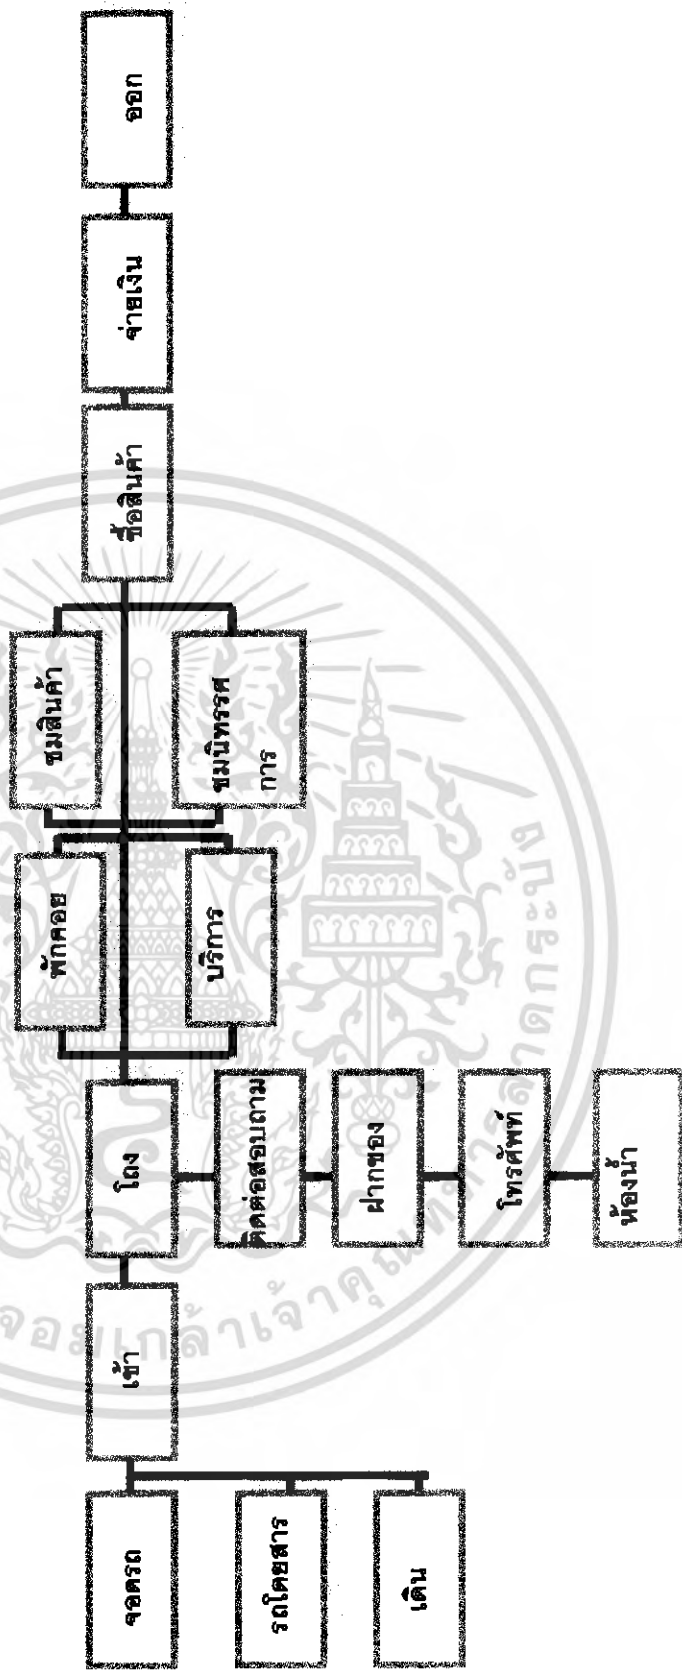 จอดรถ
รถโดยสาร
เดิน
เข้า
โถง
ติดต่อสอบถาม
ฝากของ
โทรศัพท์
ห้องน้ำ
พักคอย
บริการ
ชมสินค้า
ชมนิทรรศ
การ
ซื้อสินค้า
จ่ายเงิน
ออก